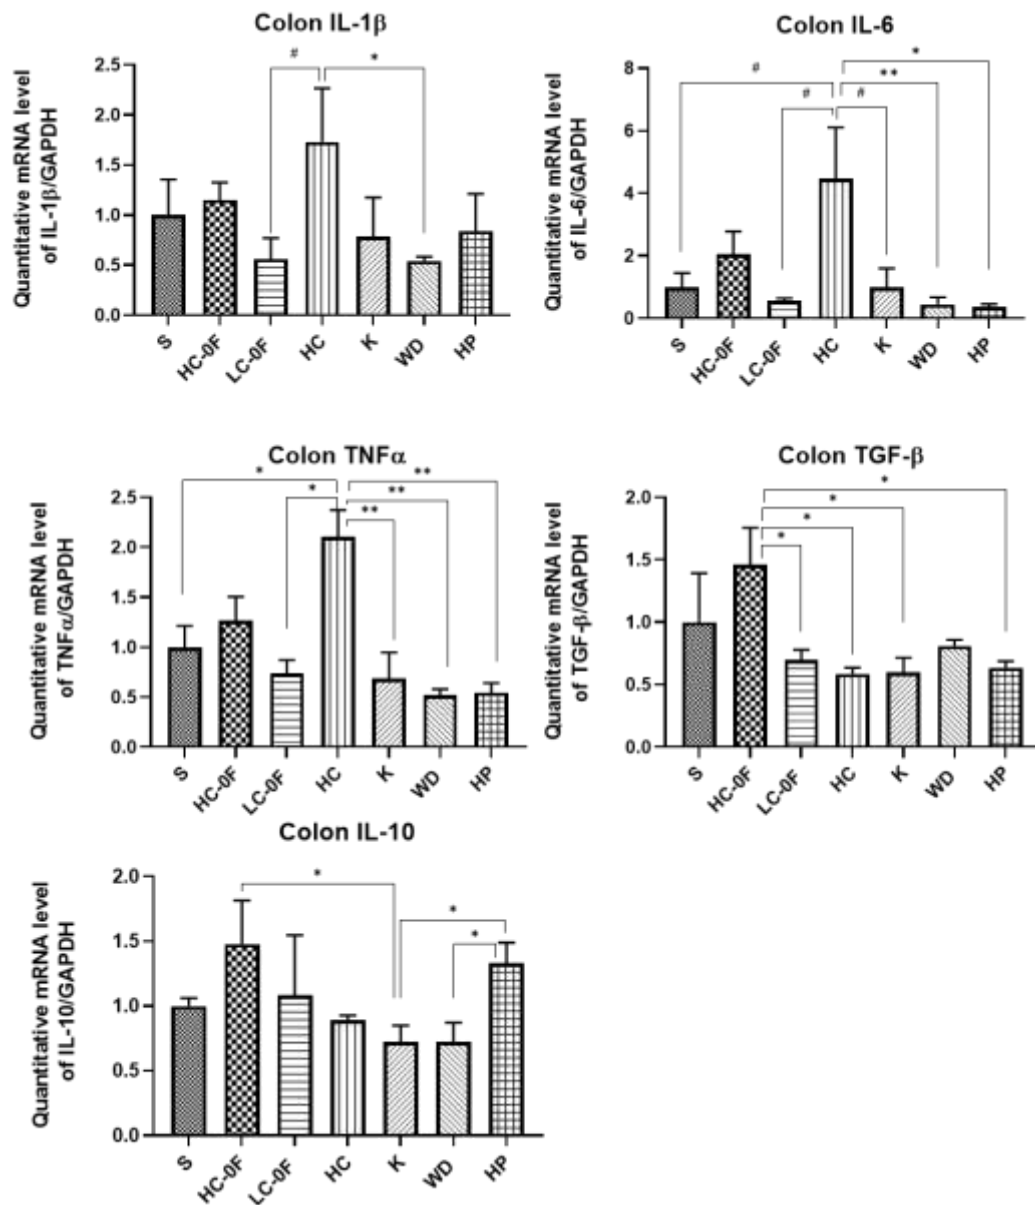 Colon IL-1β
Quantitative mRNA level
of IL-1β/GAPDH
2.5
2.0
1.5
1.0
0.5
0.0
#
*
S
HC-0F
LC-0F
HC
K
WD
HP
Colon IL-6
Quantitative mRNA level
of IL-6/GAPDH
8
6
4
2
0
*
#
**
#
#
S
HC-0F
LC-0F
HC
K
WD
HP
Colon TNFα
Quantitative mRNA level
of TNFα/GAPDH
2.5
2.0
1.5
1.0
0.5
0.0
*
**
*
**
**
S
HC-0F
LC-0F
HC
K
WD
HP
Colon TGF-β
Quantitative mRNA level
of TGF-β/GAPDH
2.0
1.5
1.0
0.5
0.0
*
*
*
*
S
HC-0F
LC-0F
HC
K
WD
HP
Colon IL-10
Quantitative mRNA level
of IL-10/GAPDH
2.0
1.5
1.0
0.5
0.0
*
*
*
S
HC-0F
LC-0F
HC
K
WD
HP